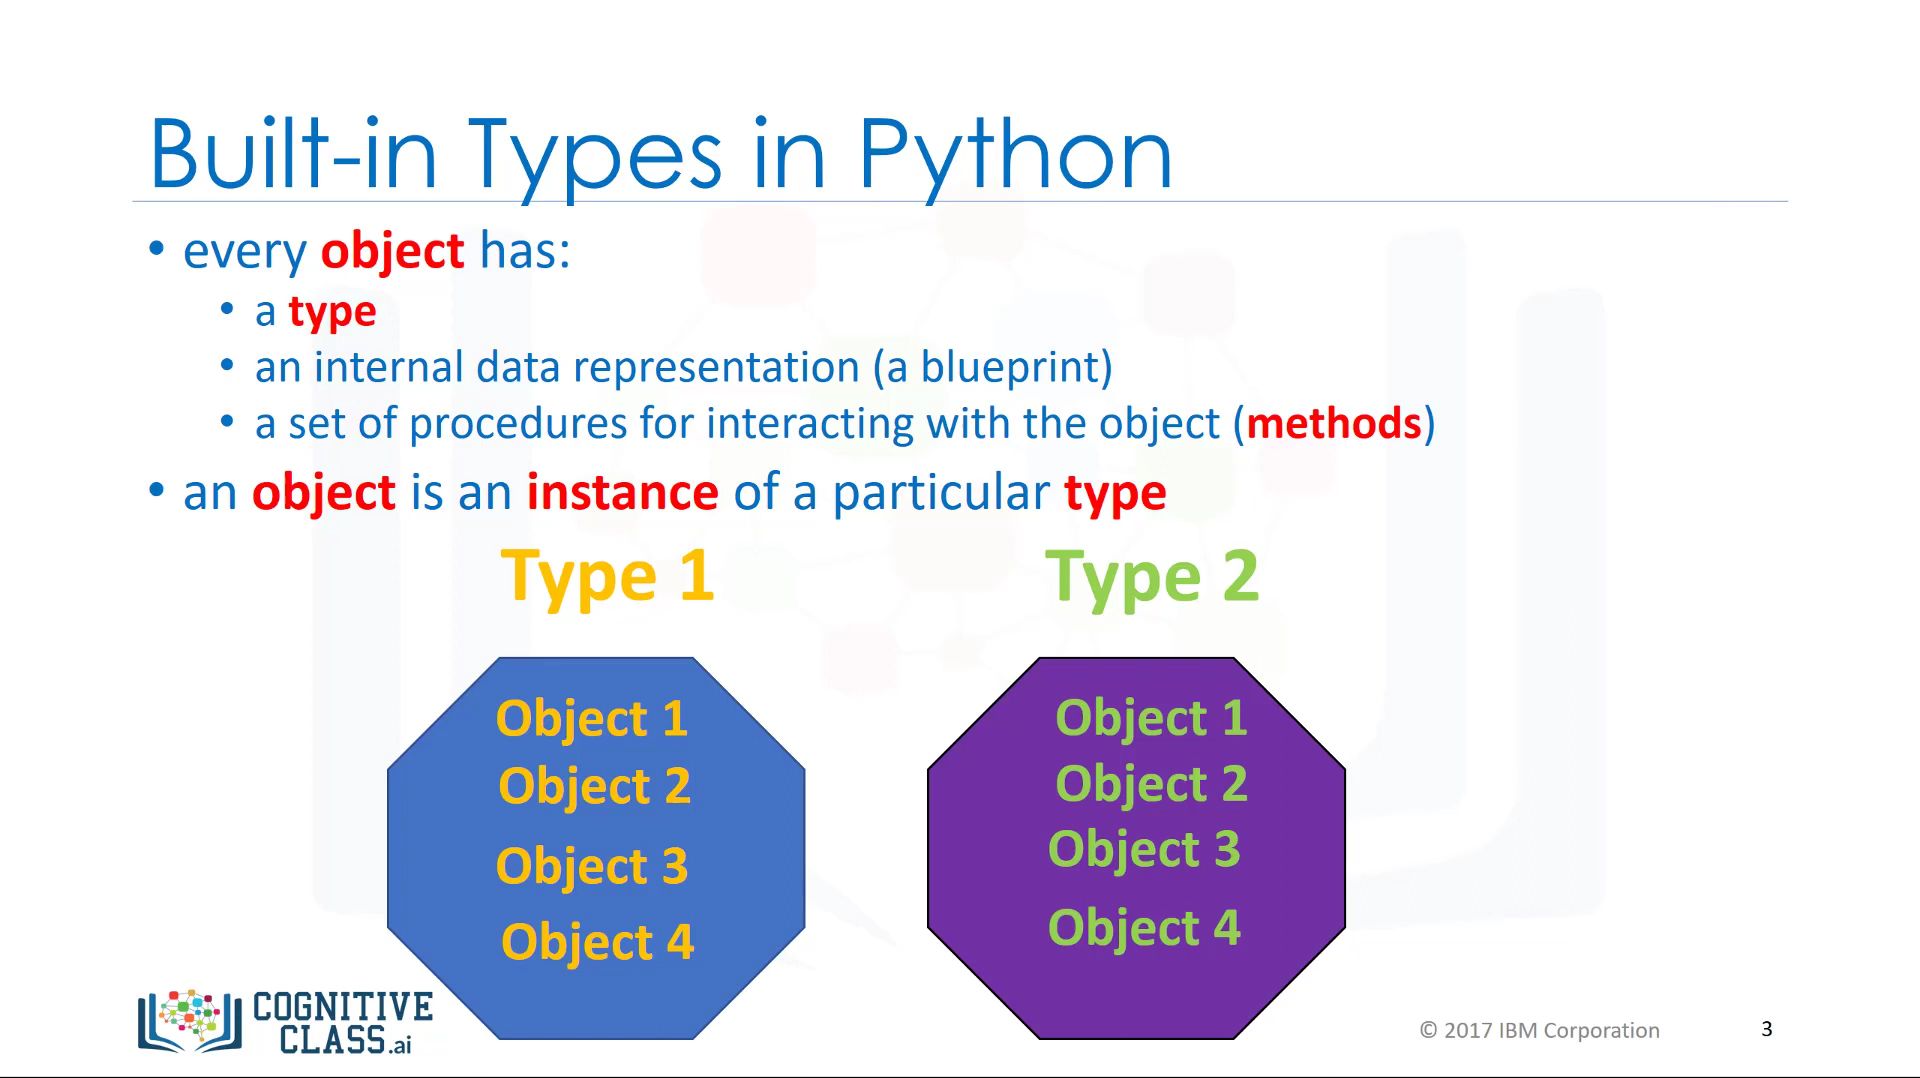 Built-in Types in Python
• every object has:
• a type
• an internal data representation (a blueprint)
• a set of procedures for interacting with the object (methods)
• an object is an instance of a particular type
Type 1
Object 1
Object 2
Object 3
Object 4
Type 2
Object 1
Object 2
Object 3
Object 4
COGNITIVE
CLASS.ai
© 2017 IBM Corporation
3